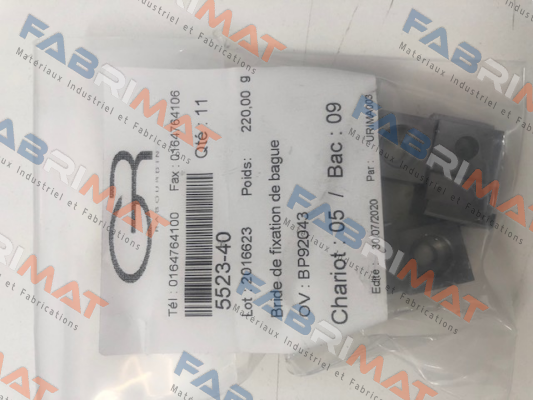 Tél : 0164764100 Fax : 0164764106
5523-40 Qté : 11
Lot : 2016623 Poids: 220,00 g
Bride de fixation de bague
OV : BP92043
Chariot : 05 / Bac : 09
Edité : 30/07/2020 Par :
FABRIMAT
Materiaux Industriel et Fabrications